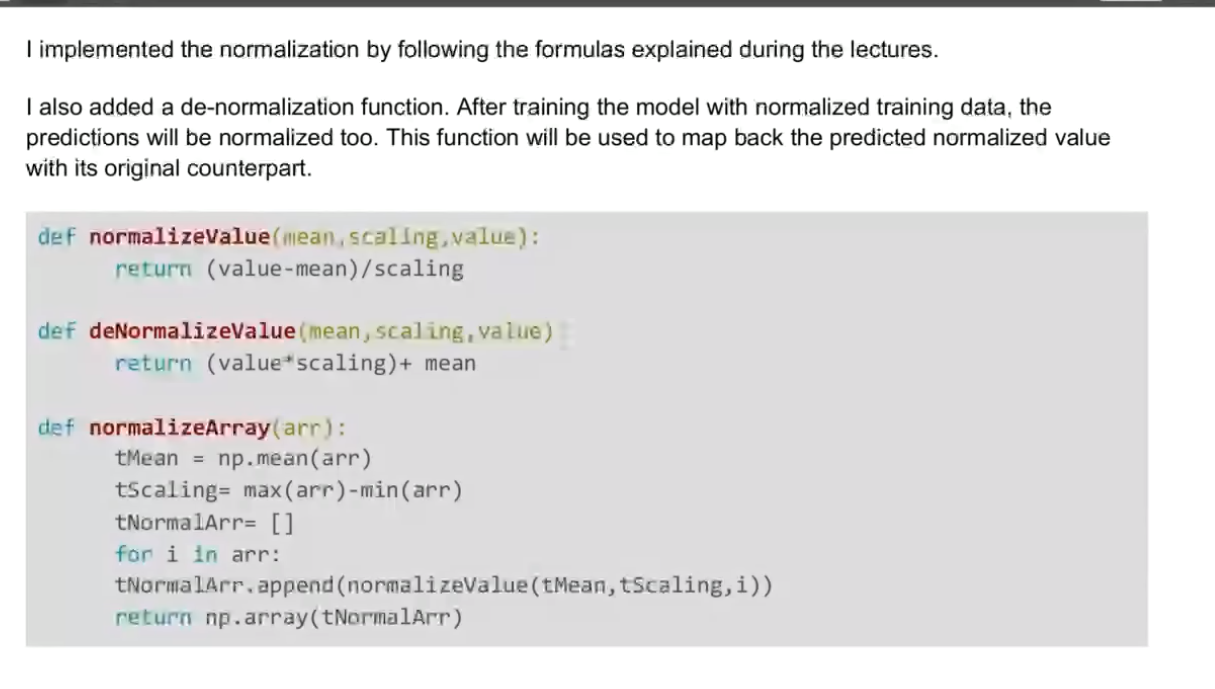 I implemented the normalization by following the formulas explained during the lectures.
I also added a de-normalization function. After training the model with normalized training data, the
predictions will be normalized too. This function will be used to map back the predicted normalized value
with its original counterpart.
def normalizeValue(mean,scaling,value):
return (value-mean)/scaling
def deNormalizeValue(mean,scaling,value):
return (value*scaling)+ mean
def normalizeArray(arr):
tMean = np.mean(arr)
tScaling= max(arr)-min(arr)
tNormalArr= []
for i in arr:
tNormalArr.append(normalizeValue(tMean,tScaling,i))
return np.array(tNormalArr)